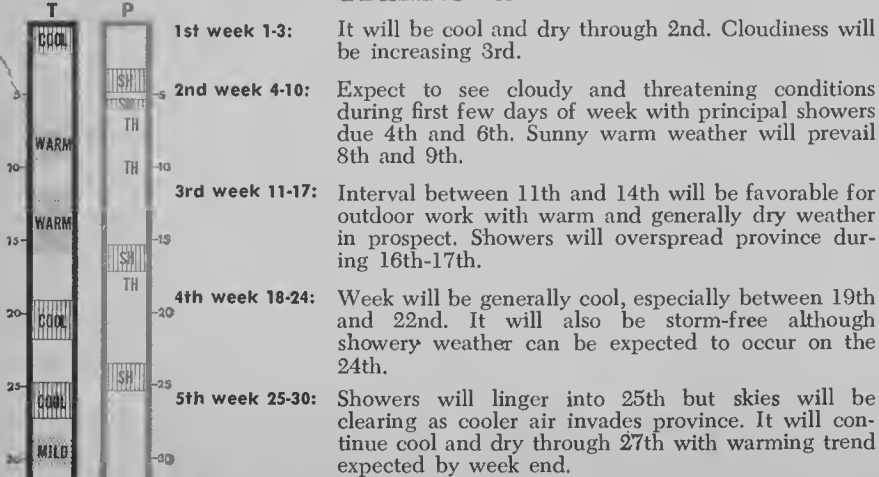 T P
COOL
SH
SH
TH
TH
SH
TH
SH
5
10
15
20
25
30
WARM
WARM
COOL
COOL
MILD
5
10
15
20
25
30
1st week 1-3: It will be cool and dry through 2nd. Cloudiness will
be increasing 3rd.
2nd week 4-10: Expect to see cloudy and threatening conditions
during first few days of week with principal showers
due 4th and 6th. Sunny warm weather will prevail
8th and 9th.
3rd week 11-17: Interval between 11th and 14th will be favorable for
outdoor work with warm and generally dry weather
in prospect. Showers will overspread province dur-
ing 16th-17th.
4th week 18-24: Week will be generally cool, especially between 19th
and 22nd. It will also be storm-free although
showery weather can be expected to occur on the
24th.
5th week 25-30: Showers will linger into 25th but skies will be
clearing as cooler air invades province. It will con-
tinue cool and dry through 27th with warming trend
expected by week end.